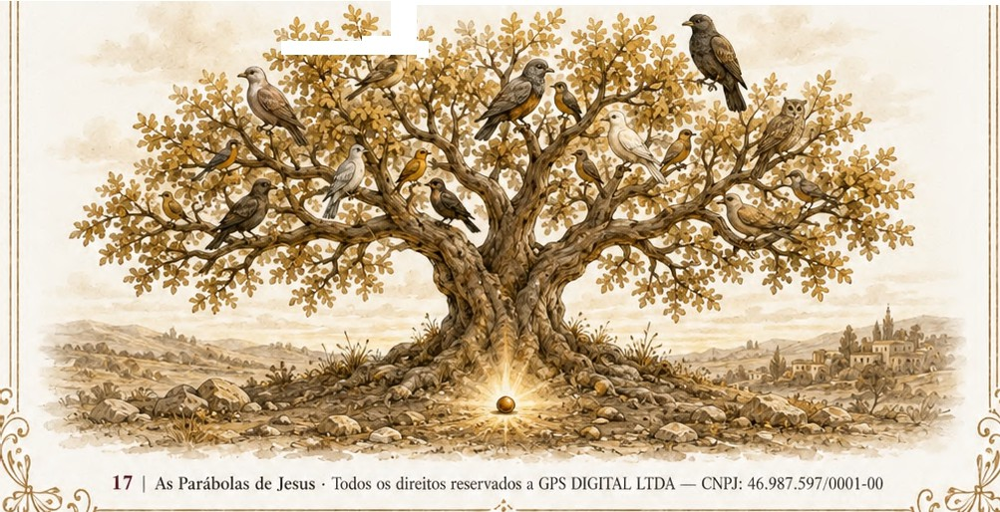 17 | As Parábolas de Jesus · Todos os direitos reservados a GPS DIGITAL LTDA — CNPJ: 46.987.597/0001-00